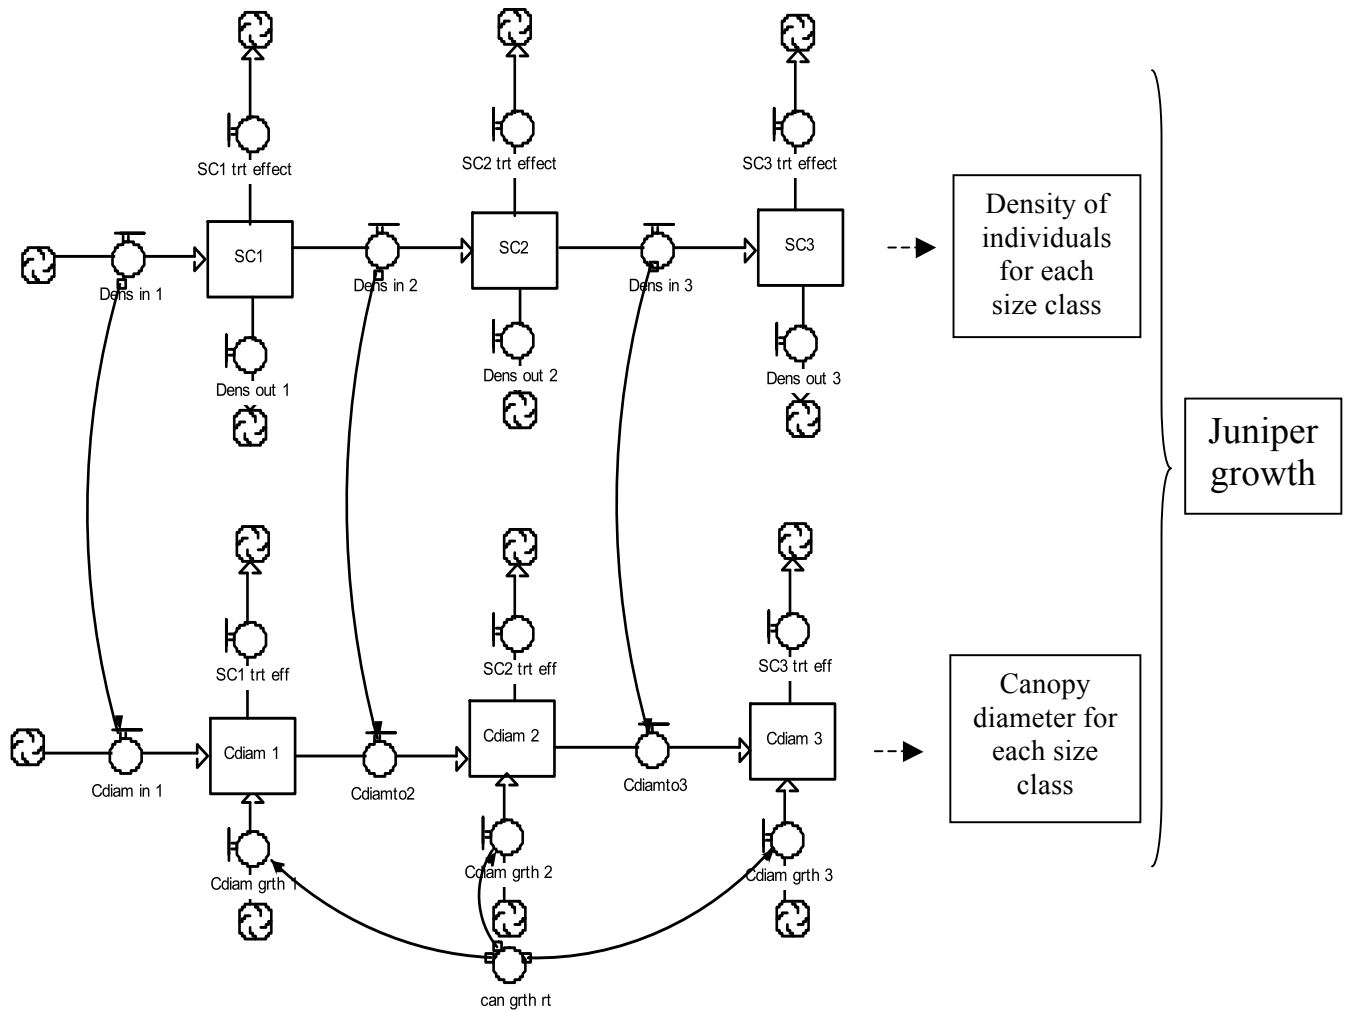 SC1 trt effect
SC2 trt effect
SC3 trt effect
SC1
SC2
SC3
Dens in 1
Dens in 2
Dens in 3
Dens out 1
Dens out 2
Dens out 3
Density of
individuals
for each
size class
Juniper
growth
SC1 trt eff
SC2 trt eff
SC3 trt eff
Cdiam 1
Cdiam 2
Cdiam 3
Cdiam in 1
Cdiamto2
Cdiamto3
Cdiam grth 1
Cdiam grth 2
Cdiam grth 3
can grth rt
Canopy
diameter for
each size
class